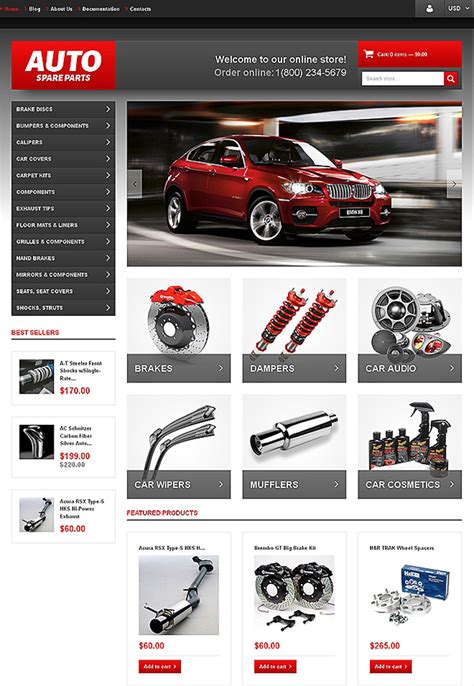 Home
Blog
About Us
Documentation
Contacts
USD
AUTO
SPARE PARTS
Welcome to our online store!
Order online:1(800) 234-5679
Cart: 0 items — $0.00
Search store...
BRAKE DISCS
BUMPERS & COMPONENTS
CALIPERS
CAR COVERS
CARPET KITS
COMPONENTS
EXHAUST TIPS
FLOOR MATS & LINERS
GRILLES & COMPONENTS
HAND BRAKES
MIRRORS & COMPONENTS
SEATS, SEAT COVERS
SHOCKS, STRUTS
BMW X6
BRAKES
DAMPERS
CAR AUDIO
CAR WIPERS
MUFFLERS
CAR COSMETICS
BEST SELLERS
A-T Steeler Front
Shocks w/Single-
Rate...
$170.00
AC Schnitzer
Carbon Fiber
Silver Auto...
$199.00
$220.00
Acura RSX Type-S
HKS Hi-Power
Exhaust
$60.00
FEATURED PRODUCTS
Acura RSX Type-S HKS H...
$60.00
Add to cart
Brembo GT Big Brake Kit
$60.00
Add to cart
H&R TRAK Wheel Spacers
H&R
$265.00
Add to cart